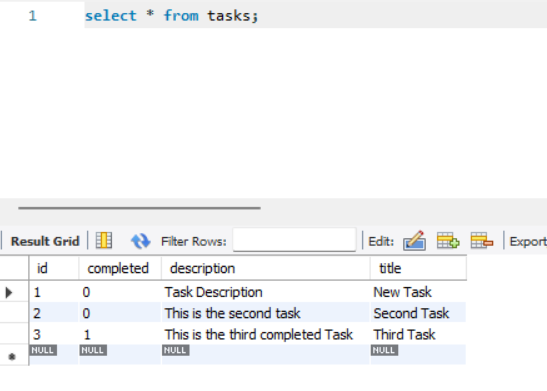 1 select * from tasks;
Result Grid Filter Rows: Edit: Export
id completed description title
1 0 Task Description New Task
2 0 This is the second task Second Task
3 1 This is the third completed Task Third Task
NULL NULL NULL NULL